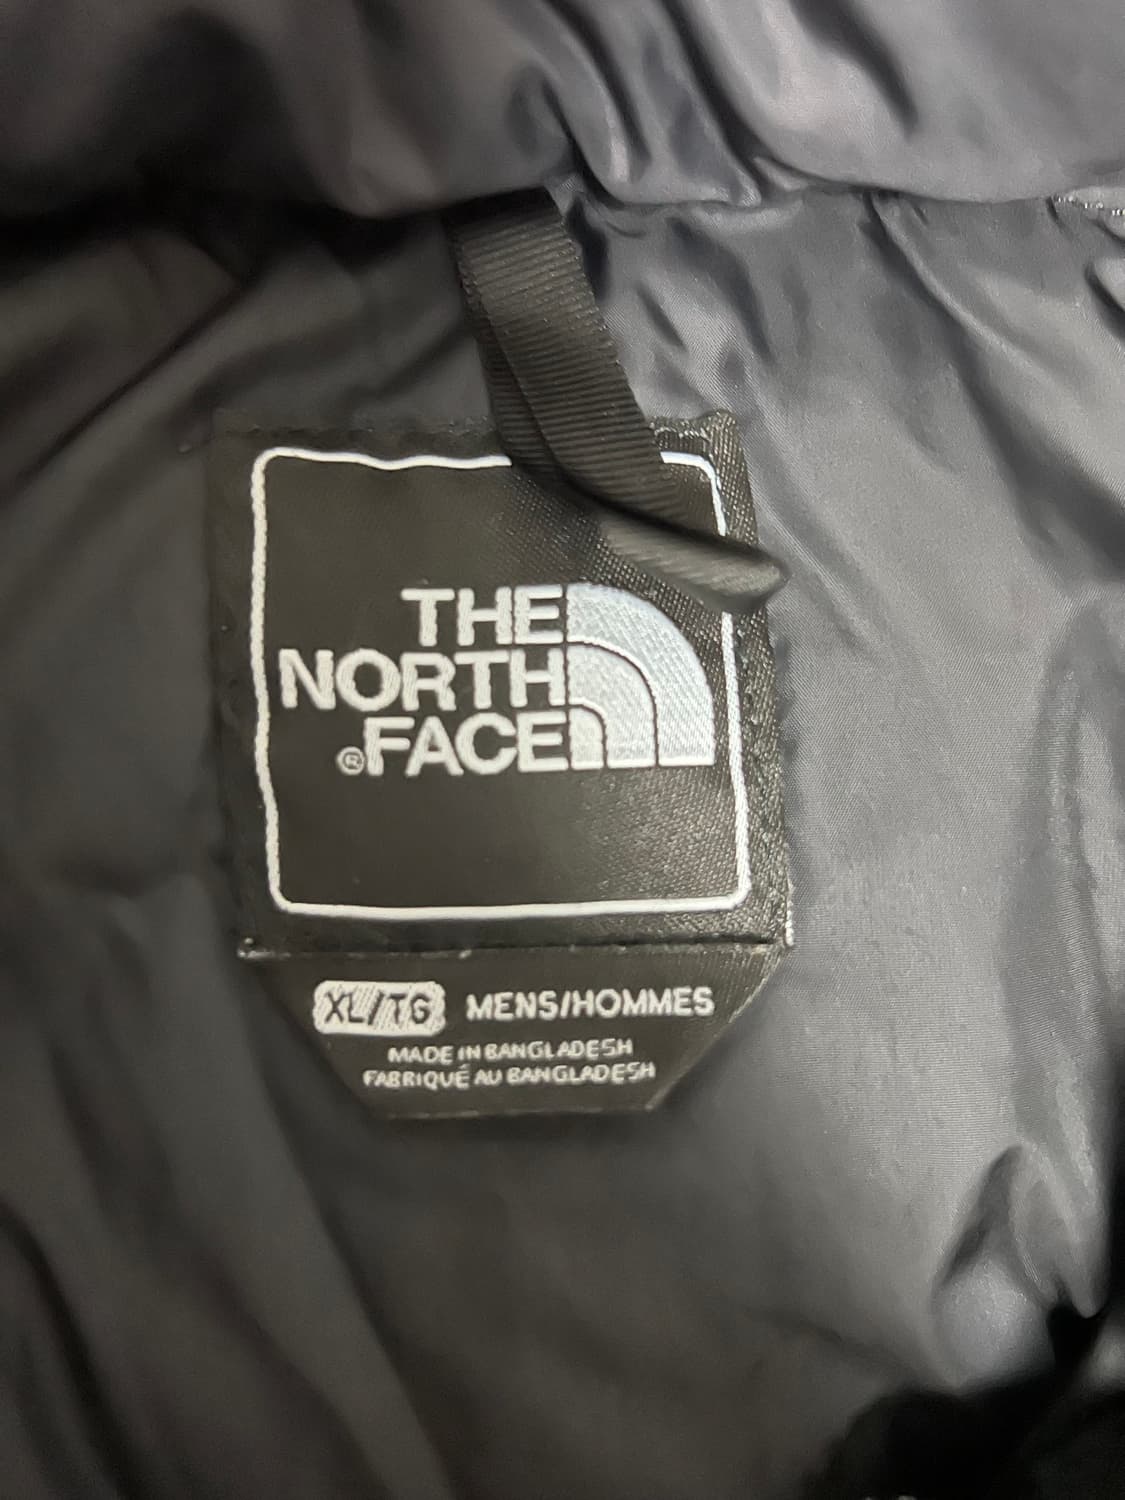 THE
NORTH
®FACE
XL/TG MENS/HOMMES
MADE IN BANGLADESH
FABRIQUÉ AU BANGLADESH